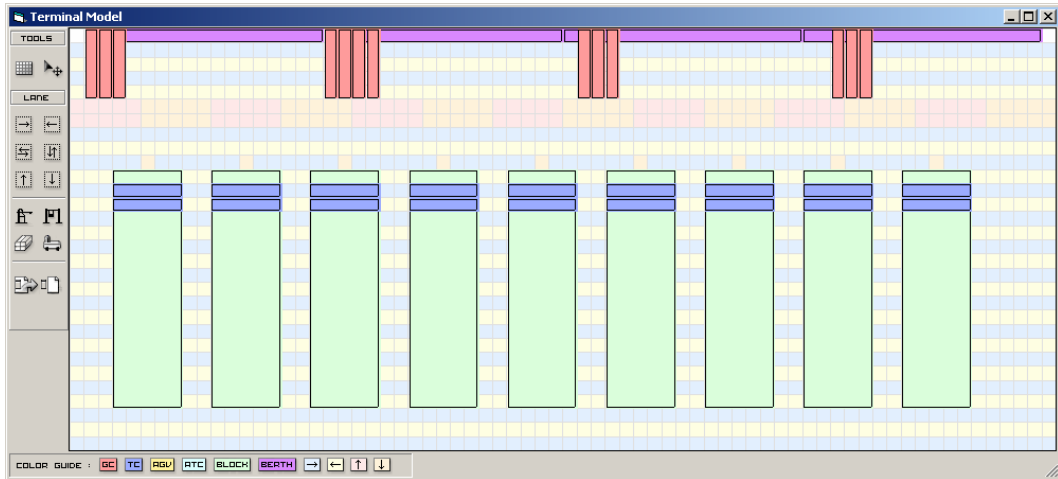 Terminal Model
TOOLS
LANE
COLOR GUIDE : GC TC AGV ATC BLOCK BERTH → ← ↑ ↓